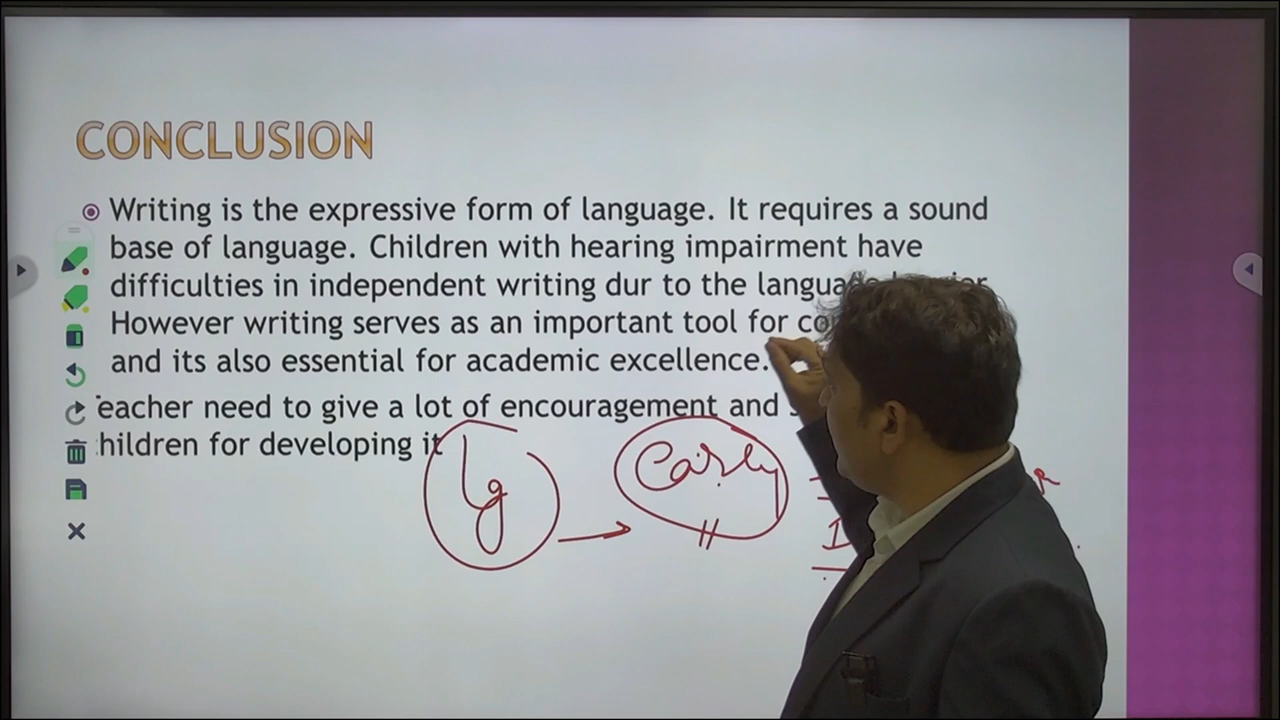 CONCLUSION
Writing is the expressive form of language. It requires a sound
base of language. Children with hearing impairment have
difficulties in independent writing dur to the
However writing serves as an important tool for
and its also essential for academic excellence.
eacher need to give a lot of encouragement and
hildren for developing it
lg
Early
I
R